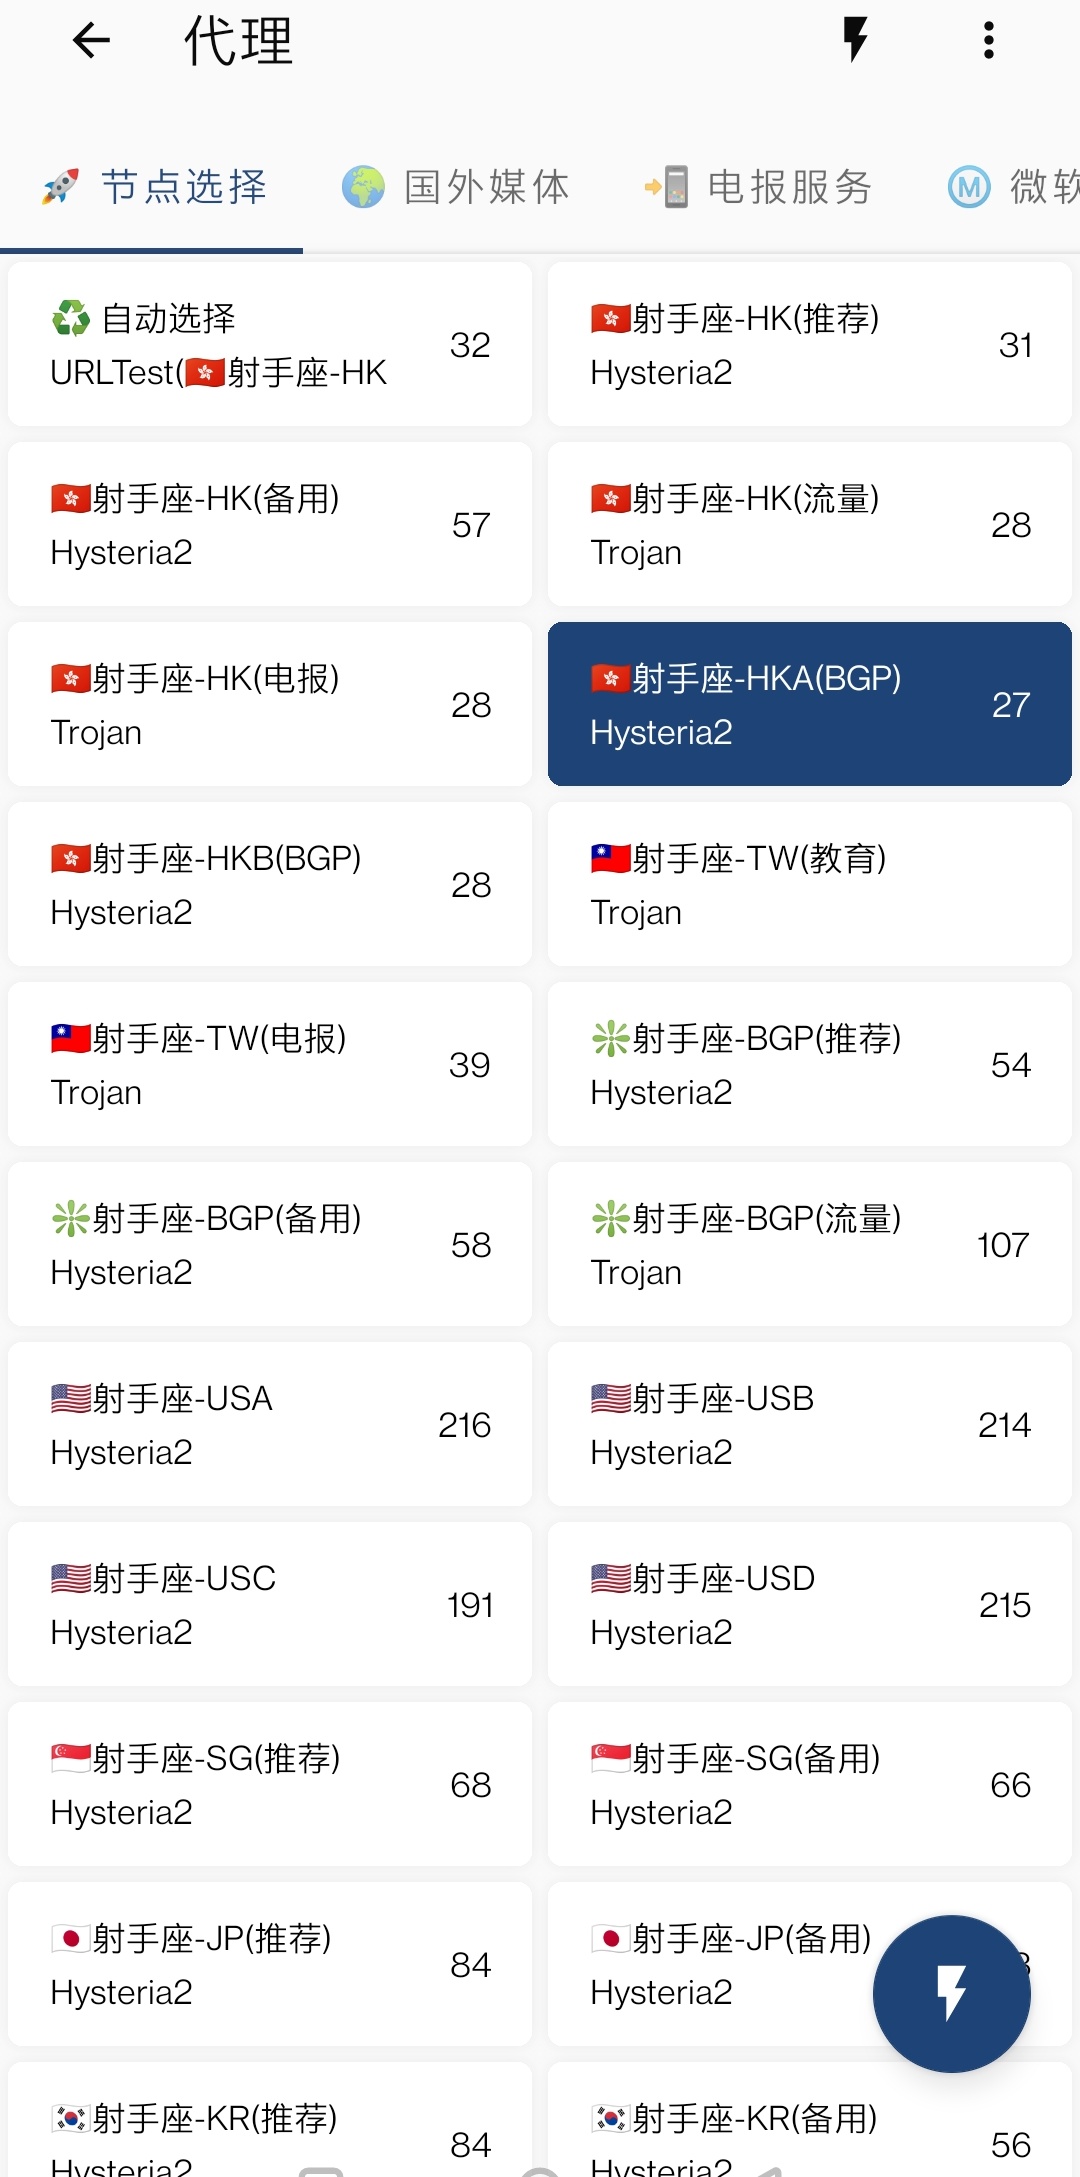 代理
节点选择 国外媒体 电报服务 微软
自动选择
URLTest(射手座-HK
32
射手座-HK(推荐)
Hysteria2
31
射手座-HK(备用)
Hysteria2
57
射手座-HK(流量)
Trojan
28
射手座-HK(电报)
Trojan
28
射手座-HKA(BGP)
Hysteria2
27
射手座-HKB(BGP)
Hysteria2
28
射手座-TW(教育)
Trojan
射手座-TW(电报)
Trojan
39
射手座-BGP(推荐)
Hysteria2
54
射手座-BGP(备用)
Hysteria2
58
射手座-BGP(流量)
Trojan
107
射手座-USA
Hysteria2
216
射手座-USB
Hysteria2
214
射手座-USC
Hysteria2
191
射手座-USD
Hysteria2
215
射手座-SG(推荐)
Hysteria2
68
射手座-SG(备用)
Hysteria2
66
射手座-JP(推荐)
Hysteria2
84
射手座-JP(备用)
Hysteria2
射手座-KR(推荐)
Hysteria2
84
射手座-KR(备用)
Hysteria2
56